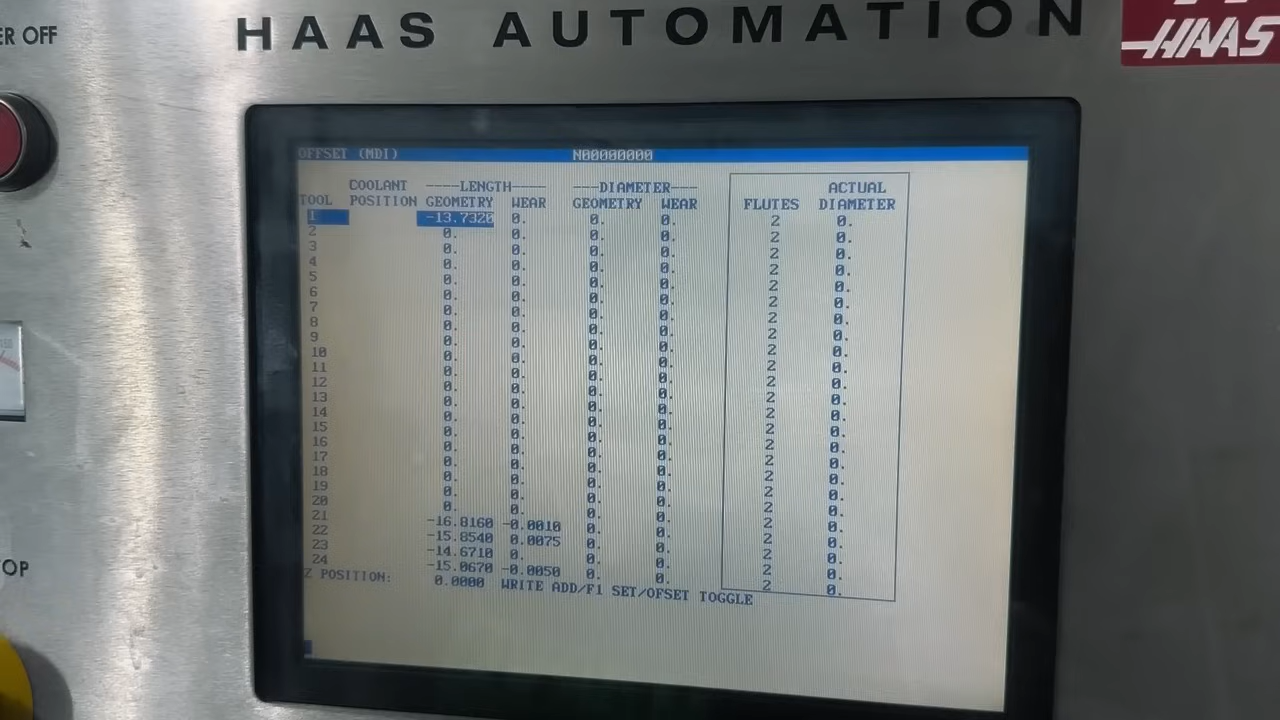 ER OFF
HAAS AUTOMATION
HAAS
OFFSET (MDI) N00000000
COOLANT ----LENGTH---- ---DIAMETER--- ACTUAL
TOOL POSITION GEOMETRY WEAR GEOMETRY WEAR FLUTES DIAMETER
1 -13.7320 0. 0. 0. 2 0.
2 0. 0. 0. 0. 2 0.
3 0. 0. 0. 0. 2 0.
4 0. 0. 0. 0. 2 0.
5 0. 0. 0. 0. 2 0.
6 0. 0. 0. 0. 2 0.
7 0. 0. 0. 0. 2 0.
8 0. 0. 0. 0. 2 0.
9 0. 0. 0. 0. 2 0.
10 0. 0. 0. 0. 2 0.
11 0. 0. 0. 0. 2 0.
12 0. 0. 0. 0. 2 0.
13 0. 0. 0. 0. 2 0.
14 0. 0. 0. 0. 2 0.
15 0. 0. 0. 0. 2 0.
16 0. 0. 0. 0. 2 0.
17 0. 0. 0. 0. 2 0.
18 0. 0. 0. 0. 2 0.
19 0. 0. 0. 0. 2 0.
20 0. 0. 0. 0. 2 0.
21 -16.8160 -0.0010 0. 0. 2 0.
22 -15.8540 0.0075 0. 0. 2 0.
23 -14.6710 0. 0. 0. 2 0.
24 -15.0670 -0.0050 0. 0. 2 0.
Z POSITION: 0.0000 WRITE ADD/F1 SET/OFSET TOGGLE
OP